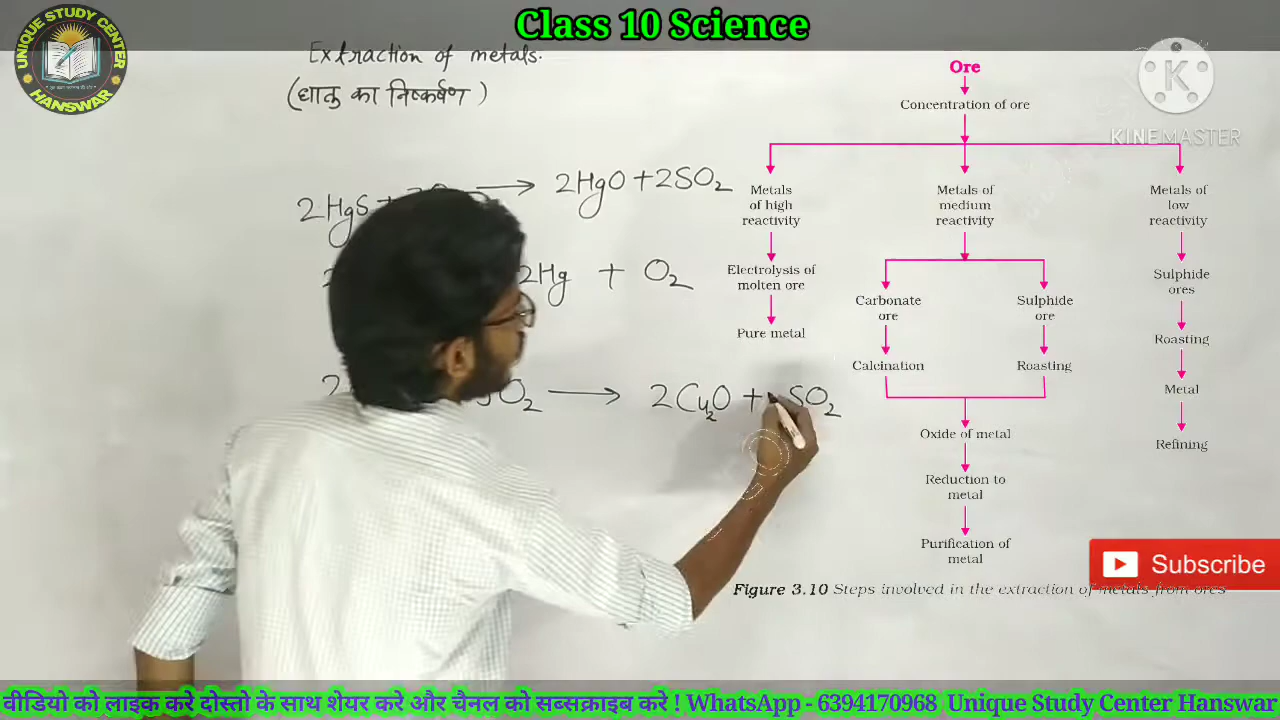 Class 10 Science
UNIQUE STUDY CENTER
HANSWAR
Extraction of metals.
(धातु का निष्कर्षण)
2HgS + → 2HgO + 2SO₂
2Hg + O₂
2 O₂ → 2Cu₂O + SO₂
K
KINEMASTER
Ore
Concentration of ore
Metals of high reactivity
Electrolysis of molten ore
Pure metal
Metals of medium reactivity
Carbonate ore
Calcination
Sulphide ore
Roasting
Oxide of metal
Reduction to metal
Purification of metal
Metals of low reactivity
Sulphide ores
Roasting
Metal
Refining
Subscribe
Figure 3.10 Steps involved in the extraction of metals from ores
वीडियो को लाइक करे दोस्तो के साथ शेयर करे और चैनल को सब्सक्राइब करे ! WhatsApp - 6394170968 Unique Study Center Hanswar